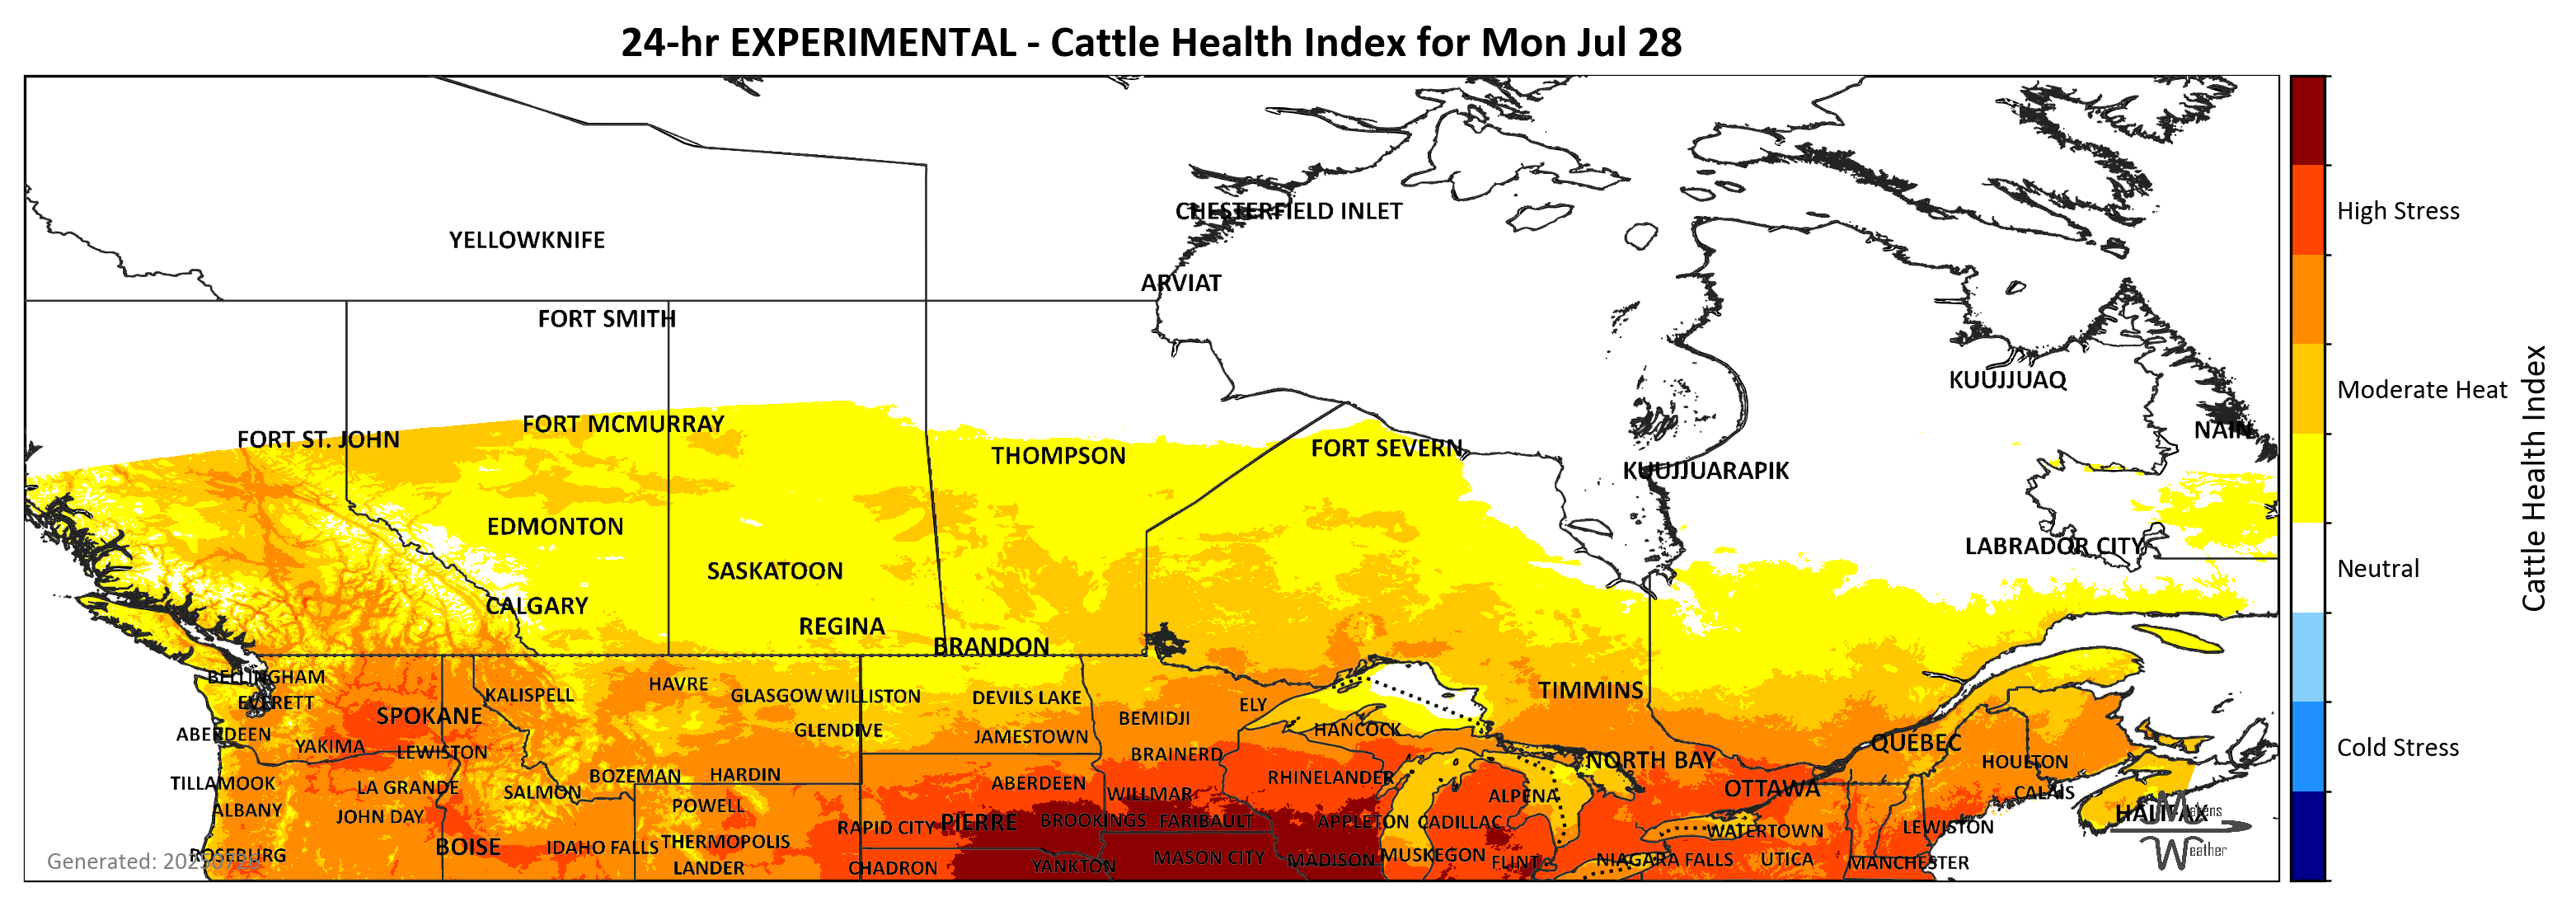 24-hr EXPERIMENTAL - Cattle Health Index for Mon Jul 28
CHESTERFIELD INLET
YELLOWKNIFE
High Stress
ARVIAT
FORT SMITH
KUUJJUAQ
Moderate Heat
FORT MCMURRAY
FORT ST. JOHN
NAIN
FORT SEVERN
THOMPSON
KUUJJUARAPIK
Cattle Health Index
EDMONTON
LABRADOR CITY
SASKATOON
Neutral
CALGARY
REGINA
BRANDON
BELLINGHAM
HAVRE
KALISPELL
GLASGOW WILLISTON
DEVILS LAKE
TIMMINS
EVERETT
ELY
SPOKANE
BEMIDJI
GLENDIVE
HANCOCK
ABERDEEN
JAMESTOWN
QUEBEC
YAKIMA
LEWISTON
BRAINERD
Cold Stress
NORTH BAY
HOULTON
BOZEMAN
HARDIN
RHINELANDER
TILLAMOOK
LA GRANDE
SALMON
ABERDEEN
WILLMAR
OTTAWA
CALAIS
ALPENA
ALBANY
JOHN DAY
POWELL
RAPID CITY
PIERRE
BROOKINGS
FARIBAULT
APPLETON
CADILLAC
WATERTOWN
LEWISTON
HALIFAX
Makens
Weather
BOISE
IDAHO FALLS
THERMOPOLIS
ROSEBURG
Generated: 20250728
LANDER
CHADRON
YANKTON
MASON CITY
MADISON
MUSKEGON
FLINT
NIAGARA FALLS
UTICA
MANCHESTER